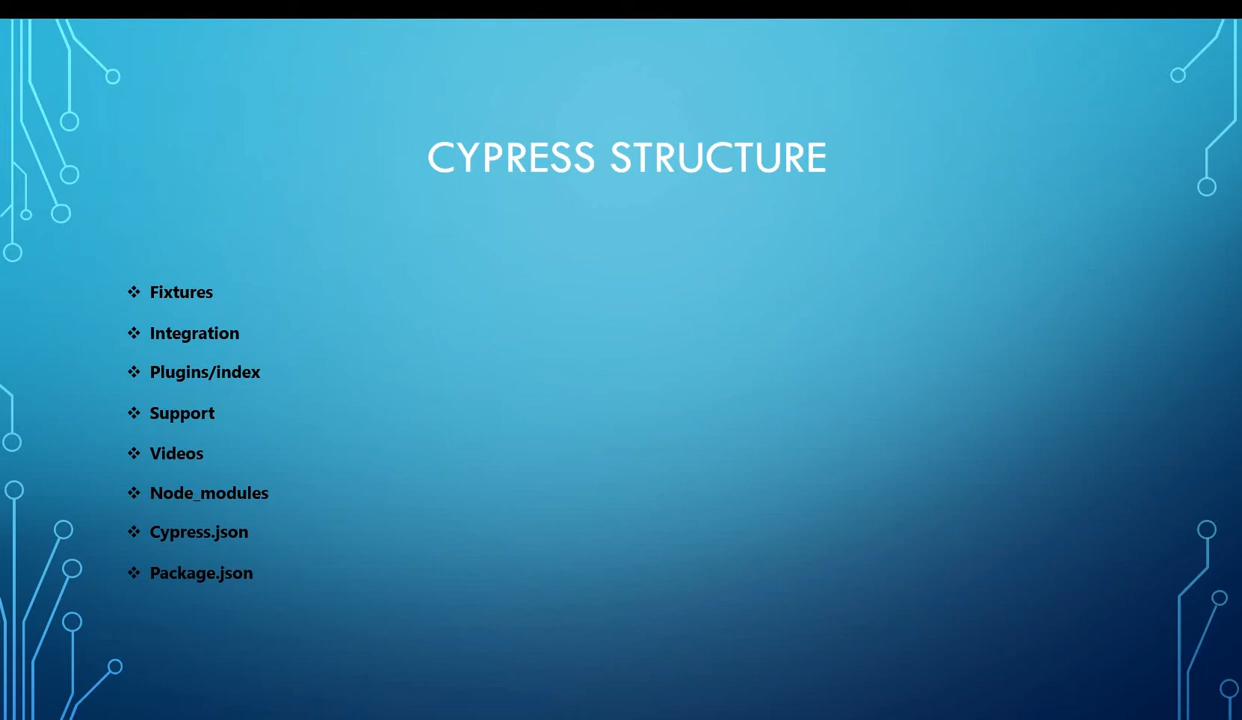 CYPRESS STRUCTURE
❖ Fixtures
❖ Integration
❖ Plugins/index
❖ Support
❖ Videos
❖ Node_modules
❖ Cypress.json
❖ Package.json